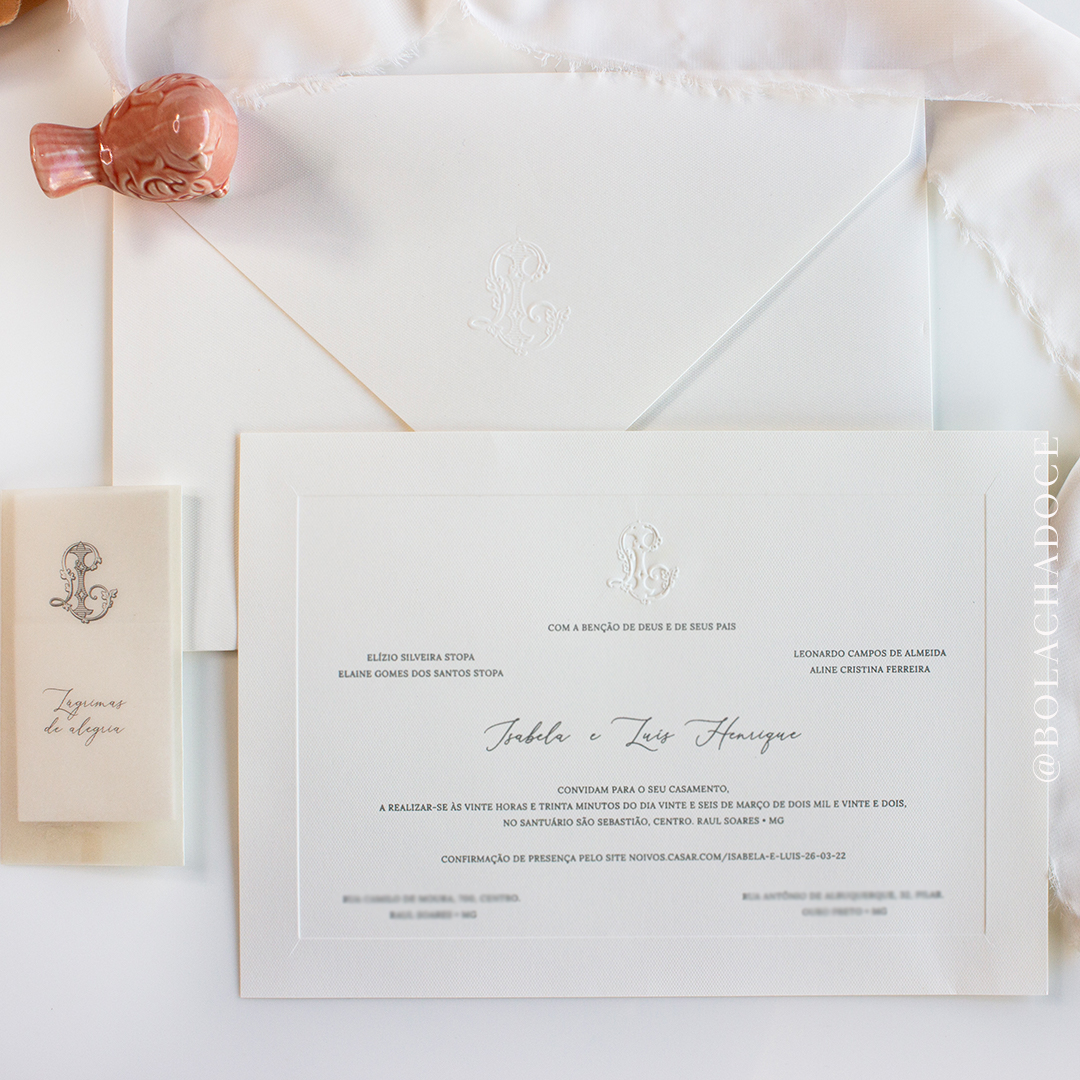 COM A BENÇÃO DE DEUS E DE SEUS PAIS
ELÍZIO SILVEIRA STOPA
ELAINE GOMES DOS SANTOS STOPA
LEONARDO CAMPOS DE ALMEIDA
ALINE CRISTINA FERREIRA
Isabela e Luis Henrique
CONVIDAM PARA O SEU CASAMENTO,
A REALIZAR-SE ÀS VINTE HORAS E TRINTA MINUTOS DO DIA VINTE E SEIS DE MARÇO DE DOIS MIL E VINTE E DOIS,
NO SANTUÁRIO SÃO SEBASTIÃO, CENTRO. RAUL SOARES • MG
CONFIRMAÇÃO DE PRESENÇA PELO SITE NOIVOS.CASAR.COM/ISABELA-E-LUIS-26-03-22
Lágrimas
de alegria
@BOLACHADOCE